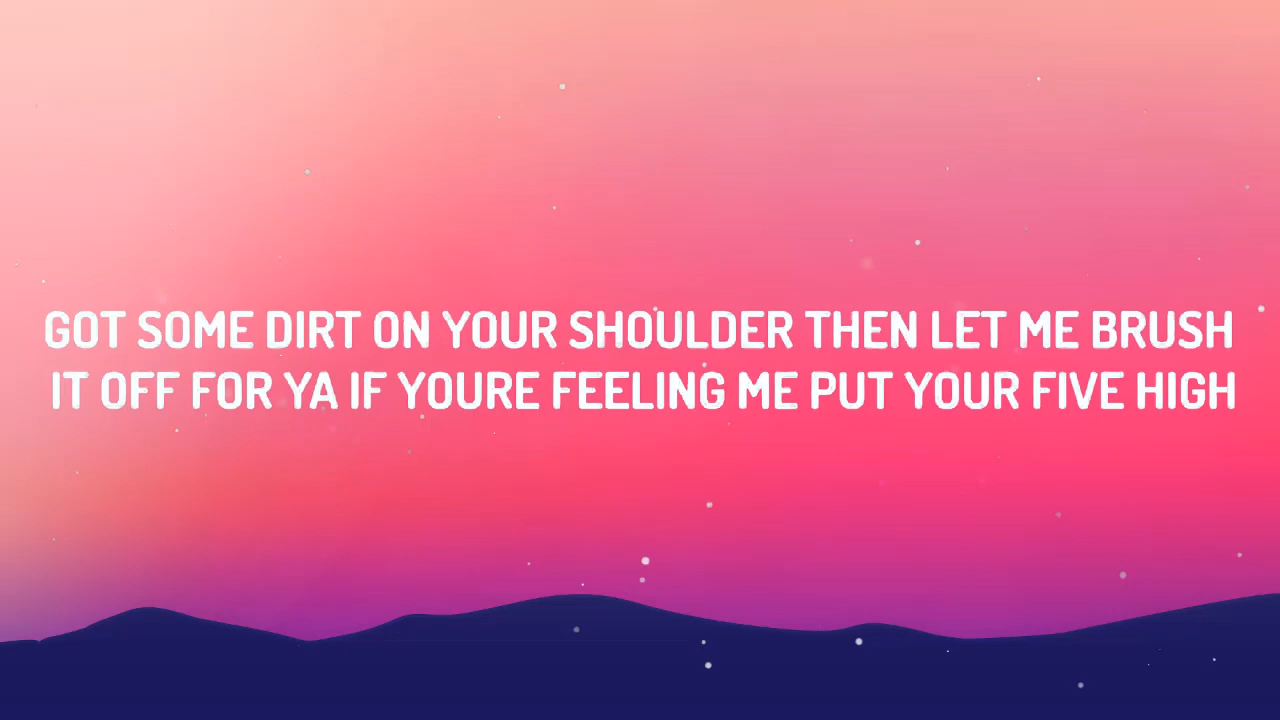 GOT SOME DIRT ON YOUR SHOULDER THEN LET ME BRUSH
IT OFF FOR YA IF YOURE FEELING ME PUT YOUR FIVE HIGH